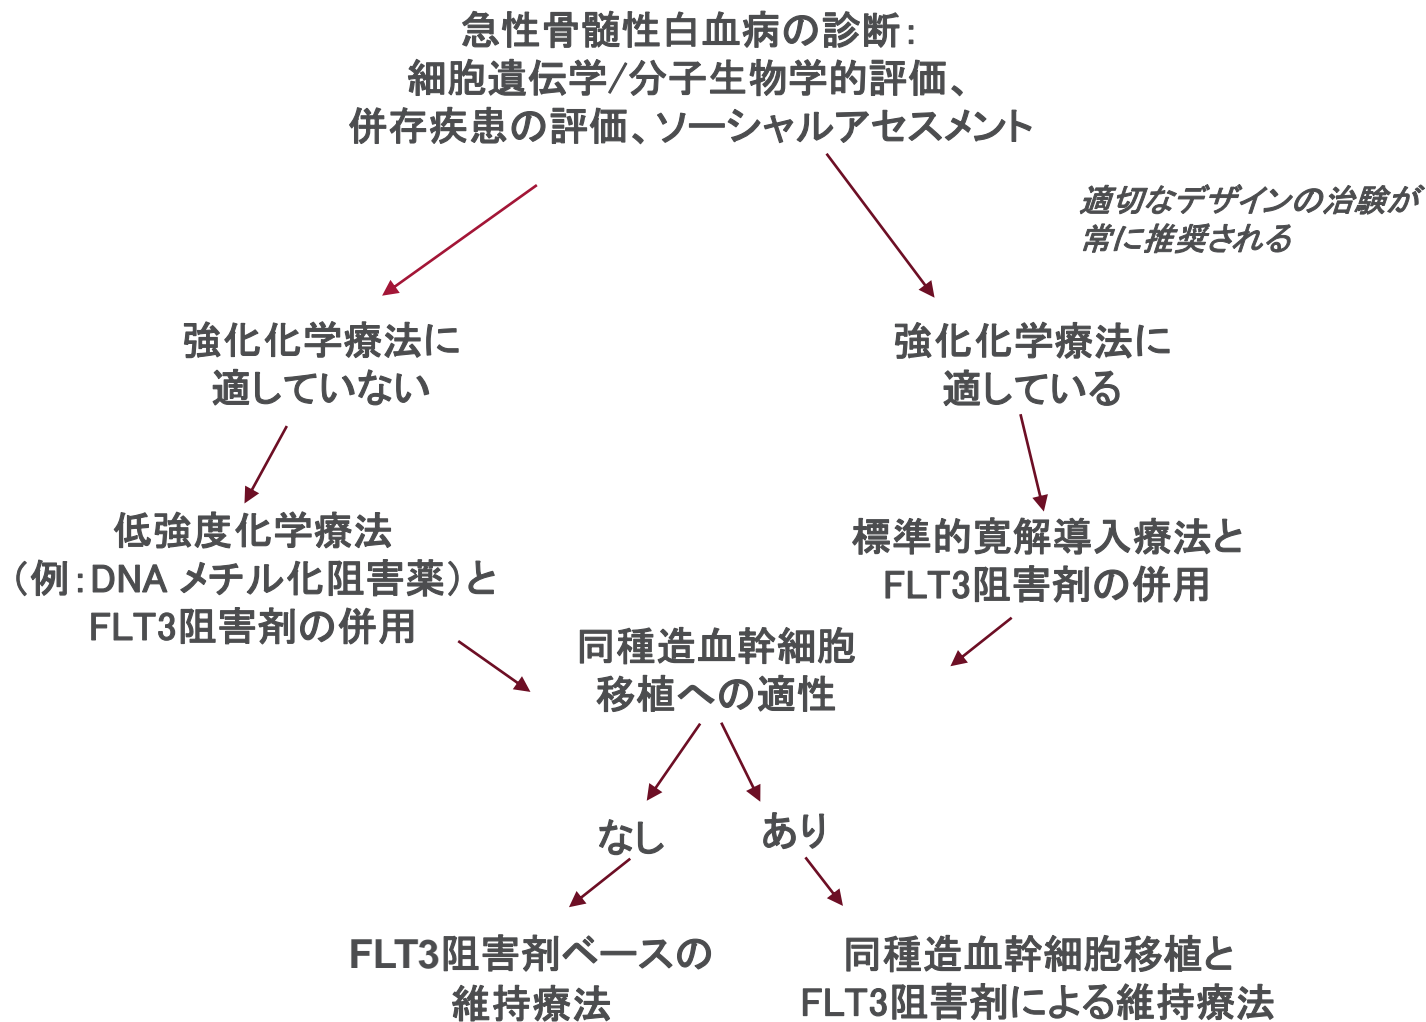 急性骨髄性白血病の診断：
細胞遺伝学/分子生物学的評価、
併存疾患の評価、ソーシャルアセスメント
適切なデザインの治験が
常に推奨される
強化化学療法に
適していない
強化化学療法に
適している
低強度化学療法
（例：DNA メチル化阻害薬）と
FLT3阻害剤の併用
標準的寛解導入療法と
FLT3阻害剤の併用
同種造血幹細胞
移植への適性
なし
あり
FLT3阻害剤ベースの
維持療法
同種造血幹細胞移植と
FLT3阻害剤による維持療法